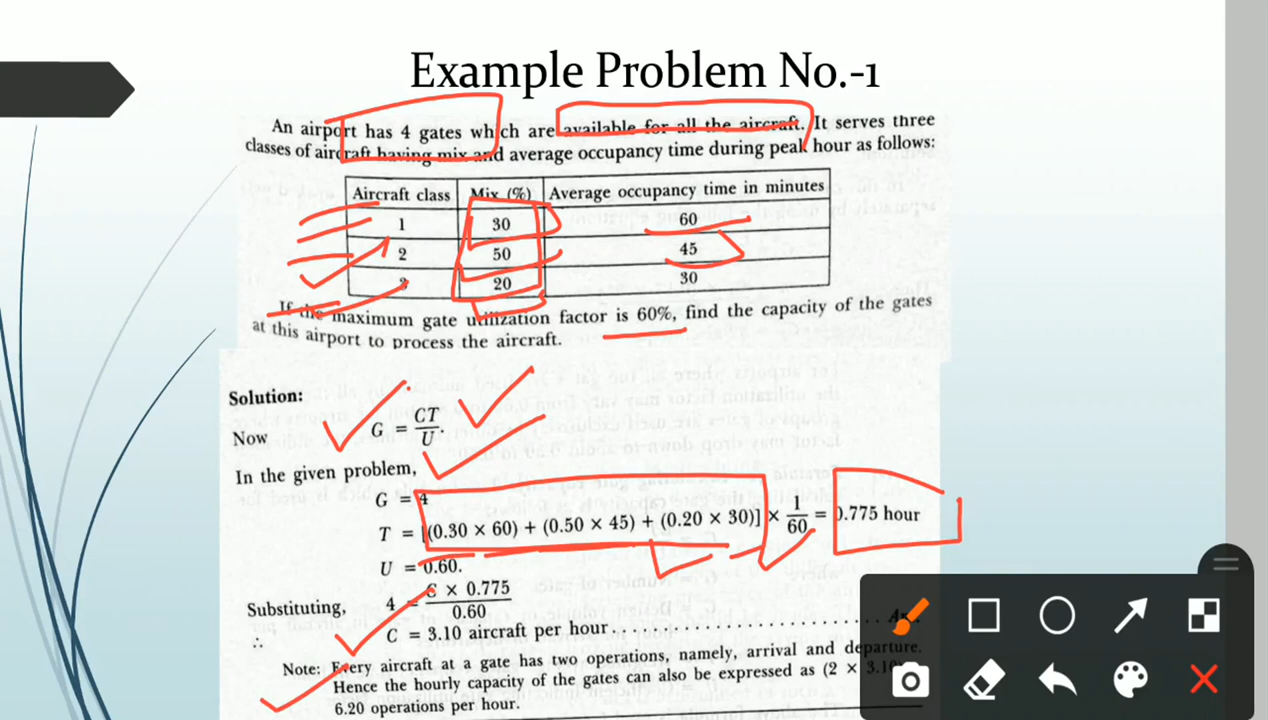 Example Problem No.-1
An airport has 4 gates which are available for all the aircraft. It serves three
classes of aircraft having mix and average occupancy time during peak hour as follows:
Aircraft class Mix (%) Average occupancy time in minutes
1 30 60
2 50 45
3 20 30
If the maximum gate utilization factor is 60%, find the capacity of the gates
at this airport to process the aircraft.
Solution:
Now G = CT/U.
In the given problem,
G = 4
T = [(0.30 × 60) + (0.50 × 45) + (0.20 × 30)] × 1/60 = 0.775 hour
U = 0.60.
Substituting, 4 = C × 0.775/0.60
∴ C = 3.10 aircraft per hour ........................
Note: Every aircraft at a gate has two operations, namely, arrival and departure.
Hence the hourly capacity of the gates can also be expressed as (2 × 3.10
6.20 operations per hour.